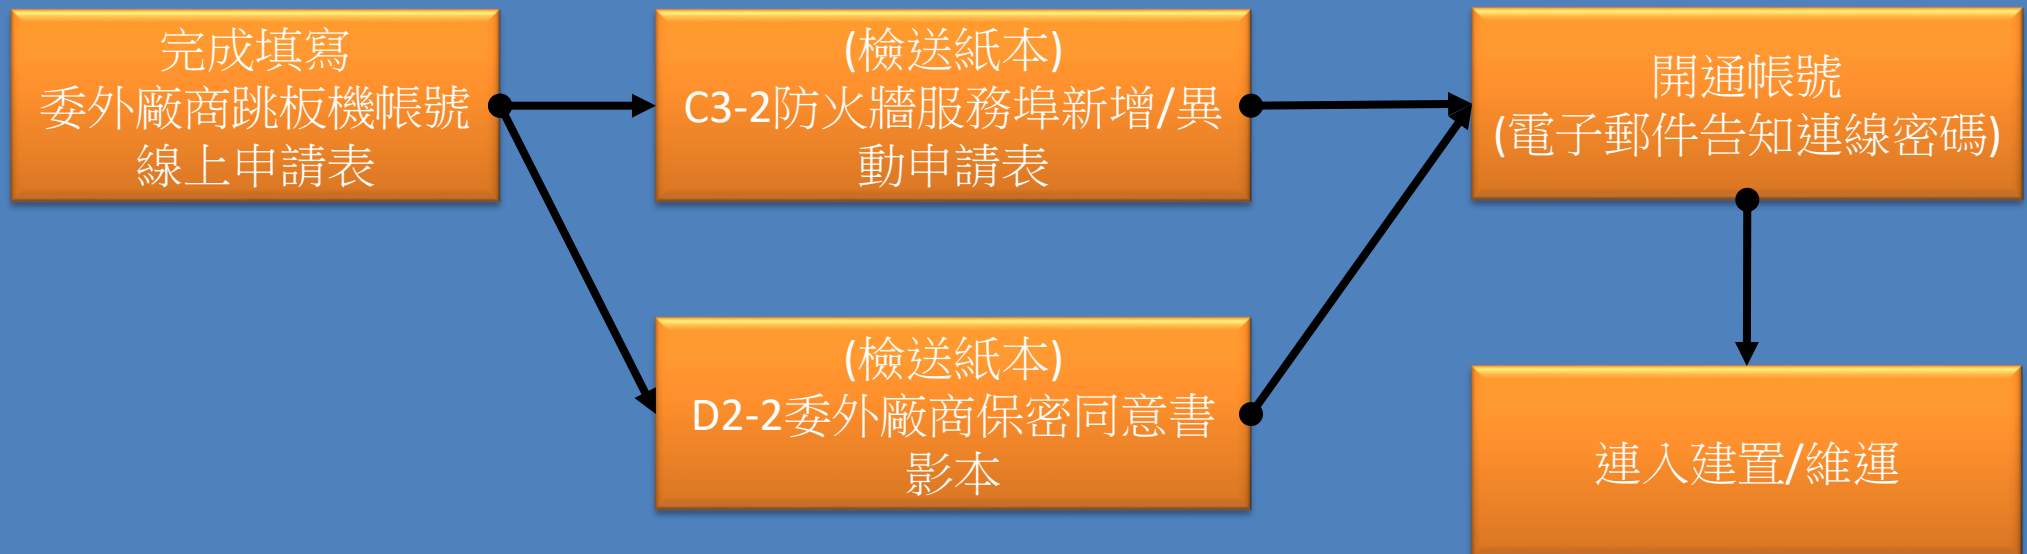 完成填寫
委外廠商跳板機帳號
線上申請表
(檢送紙本)
C3-2防火牆服務埠新增/異
動申請表
開通帳號
(電子郵件告知連線密碼)
(檢送紙本)
D2-2委外廠商保密同意書
影本
連入建置/維運